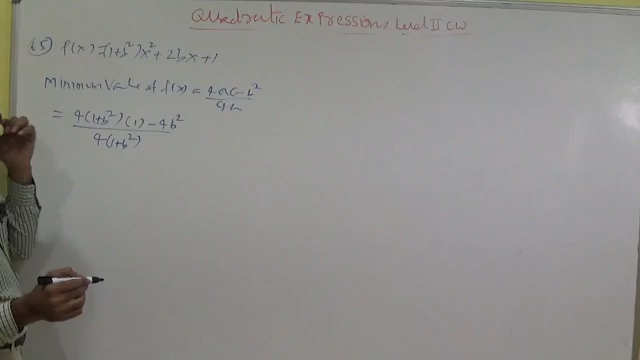 Quadratic Expressions Level II CW
65) f(x) = (1+b²)x² + 2bx + 1
Minimum Value of f(x) = 4ac-b² / 4a
= 4(1+b²)(1) - 4b² / 4(1+b²)